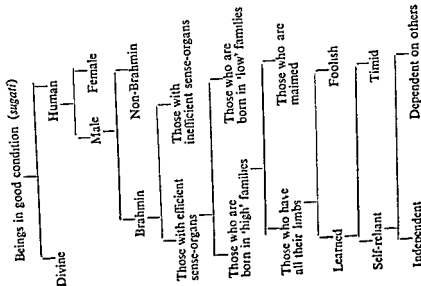 Beings in good condition (sugati)
Divine
Human
Male
Female
Brahmin
Non-Brahmin
Those with efficient
sense-organs
Those with
inefficient sense-organs
Those who are
born in 'high' families
Those who are
born in 'low' families
Those who have
all their limbs
Those who are
maimed
Learned
Foolish
Self-reliant
Timid
Independent
Dependent on others